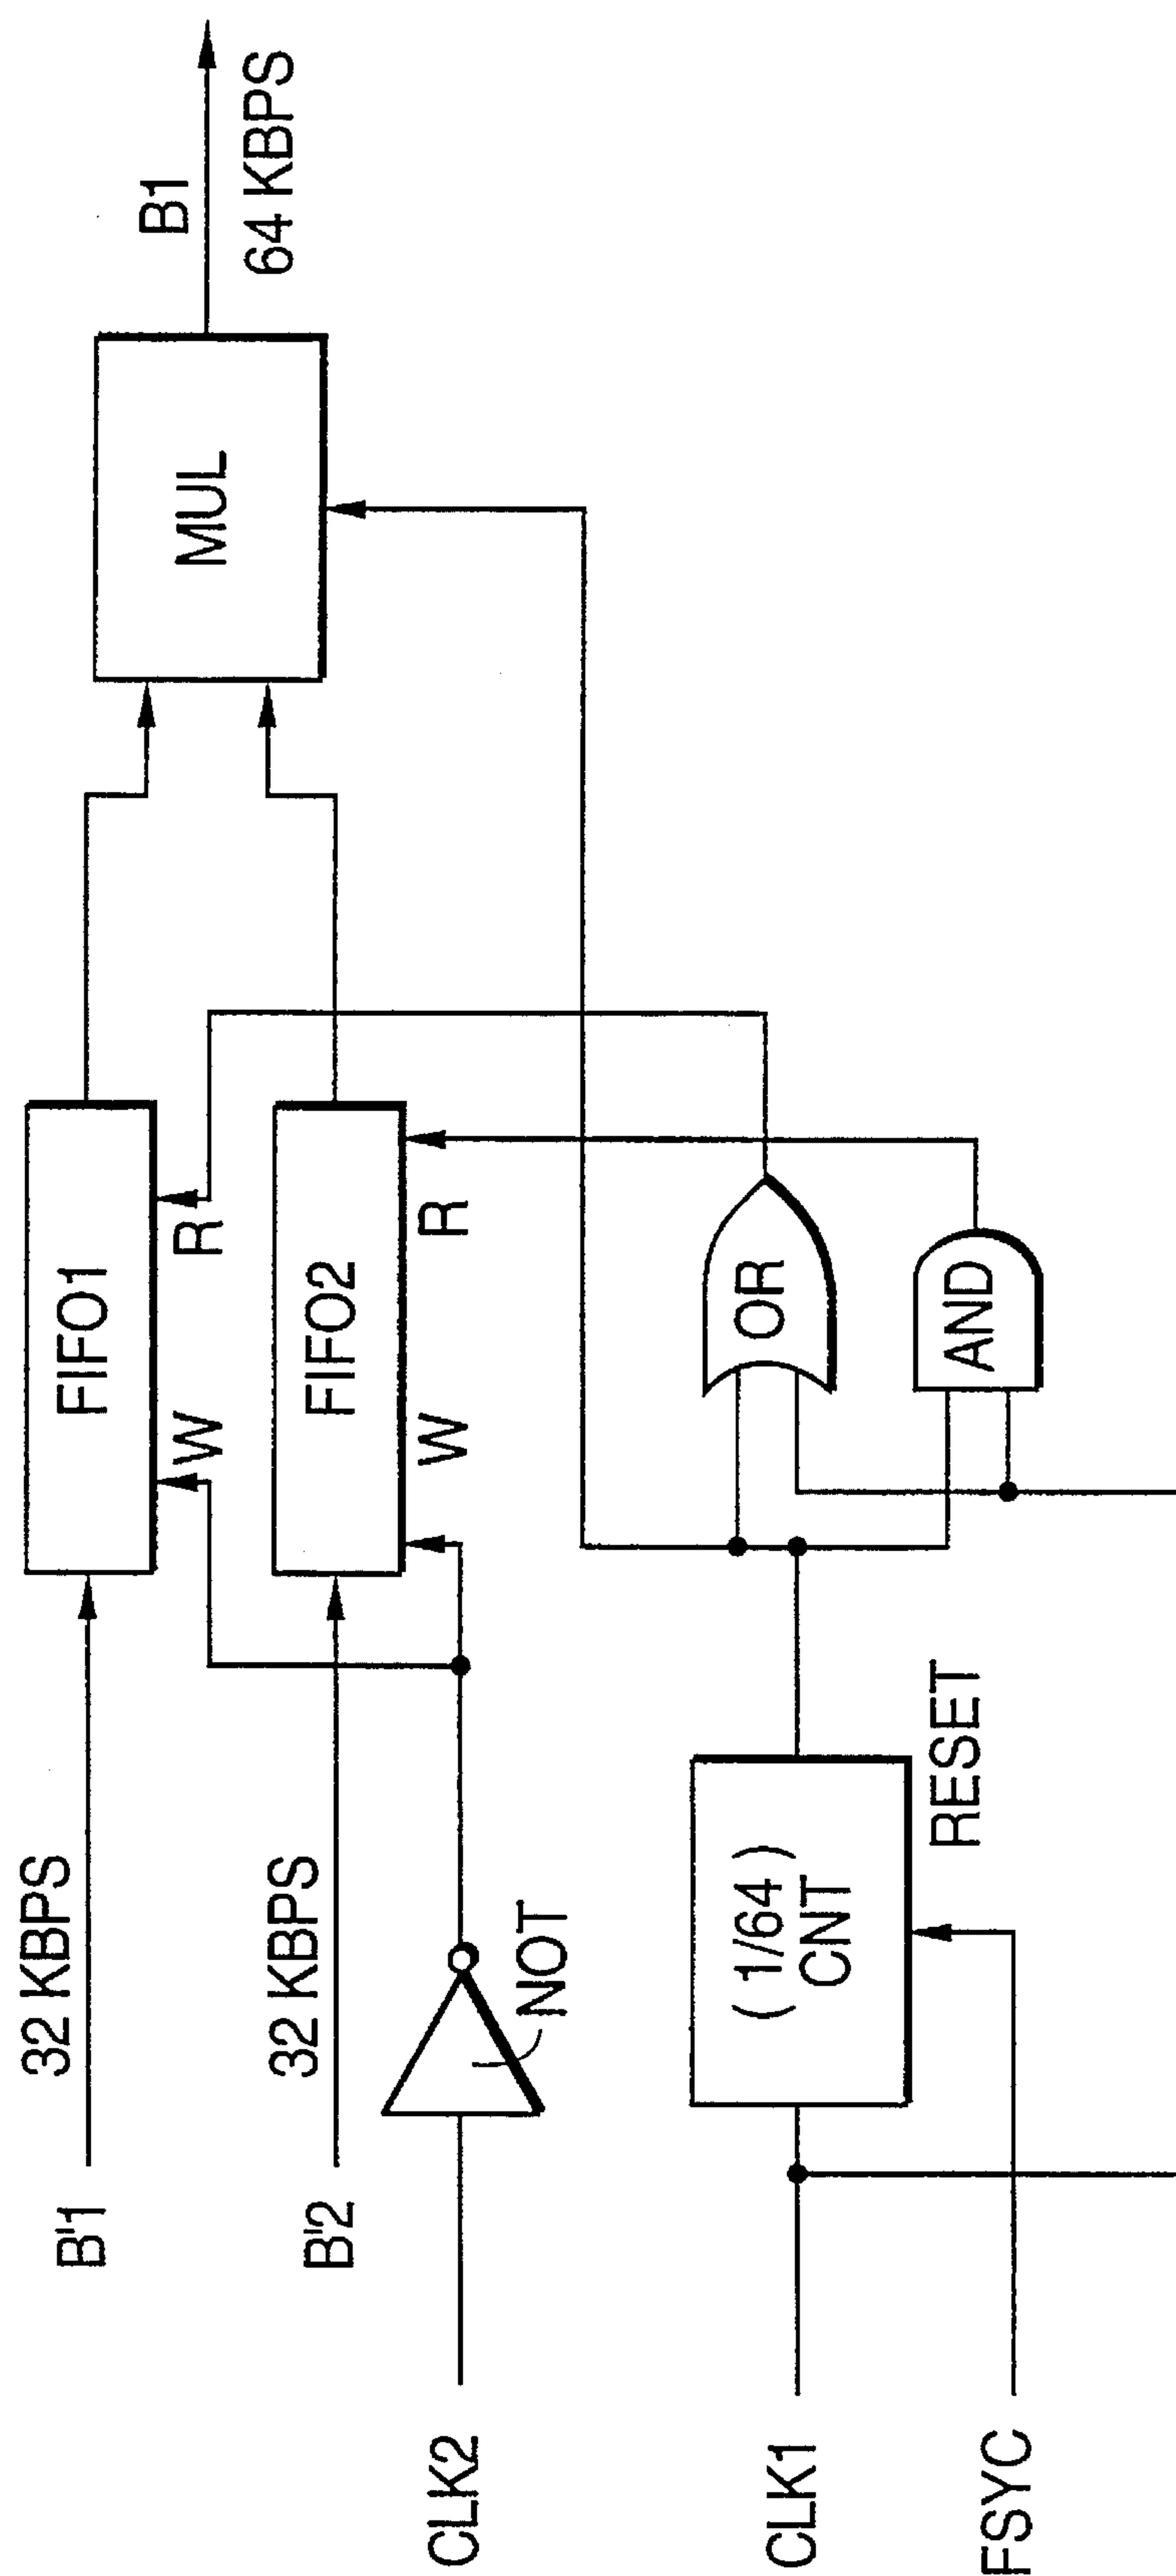 B'1
32 KBPS
FIFO1
W
R
B1
64 KBPS
MUL
B'2
32 KBPS
FIFO2
W
R
CLK2
NOT
CLK1
( 1/64 )
CNT
RESET
OR
AND
FSYC